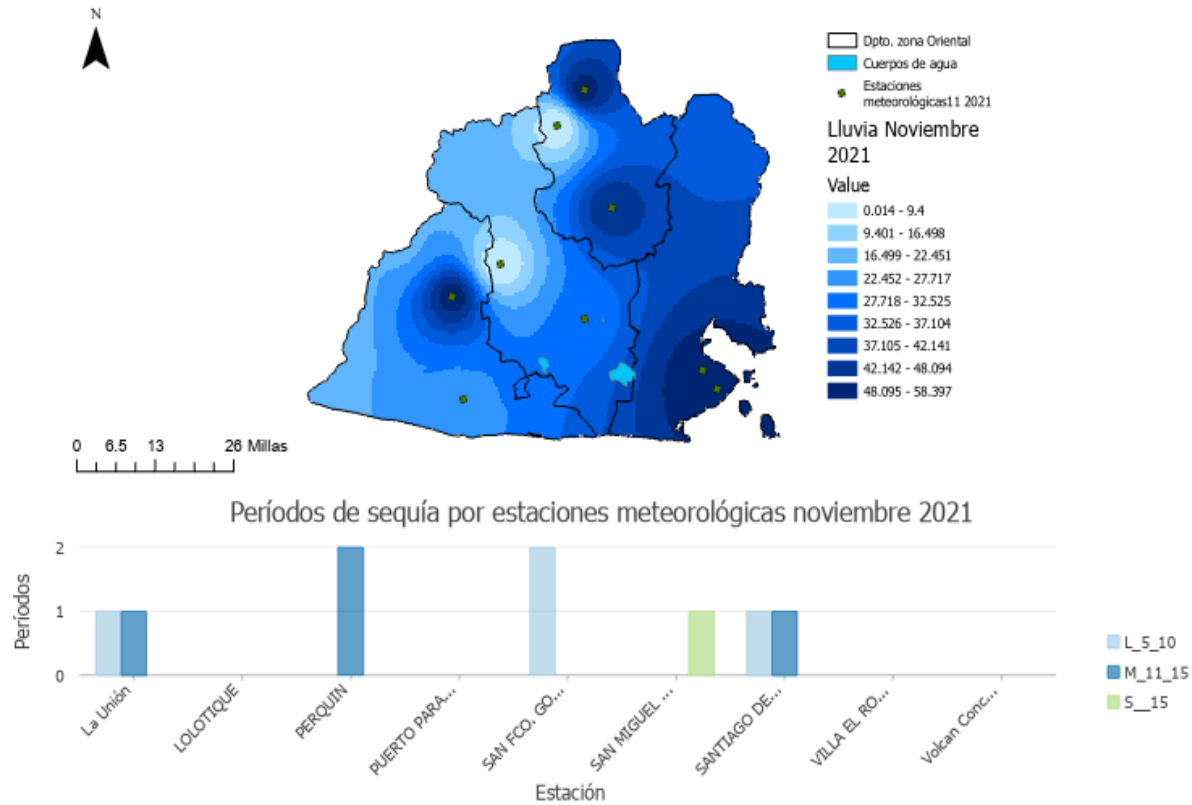 N
Dpto. zona Oriental
Cuerpos de agua
Estaciones
meteorológicas11 2021
Lluvia Noviembre
2021
Value
0.014 - 9.4
9.401 - 16.498
16.499 - 22.451
22.452 - 27.717
27.718 - 32.525
32.526 - 37.104
37.105 - 42.141
42.142 - 48.094
48.095 - 58.397
0 6.5 13 26 Millas
Períodos de sequía por estaciones meteorológicas noviembre 2021
Períodos
2
1
0
La Unión
LOLOTIQUE
PERQUIN
PUERTO PARA...
SAN FCO. GO...
SAN MIGUEL ...
SANTIAGO DE...
VILLA EL RO...
Volcan Conc...
Estación
L_5_10
M_11_15
S__15